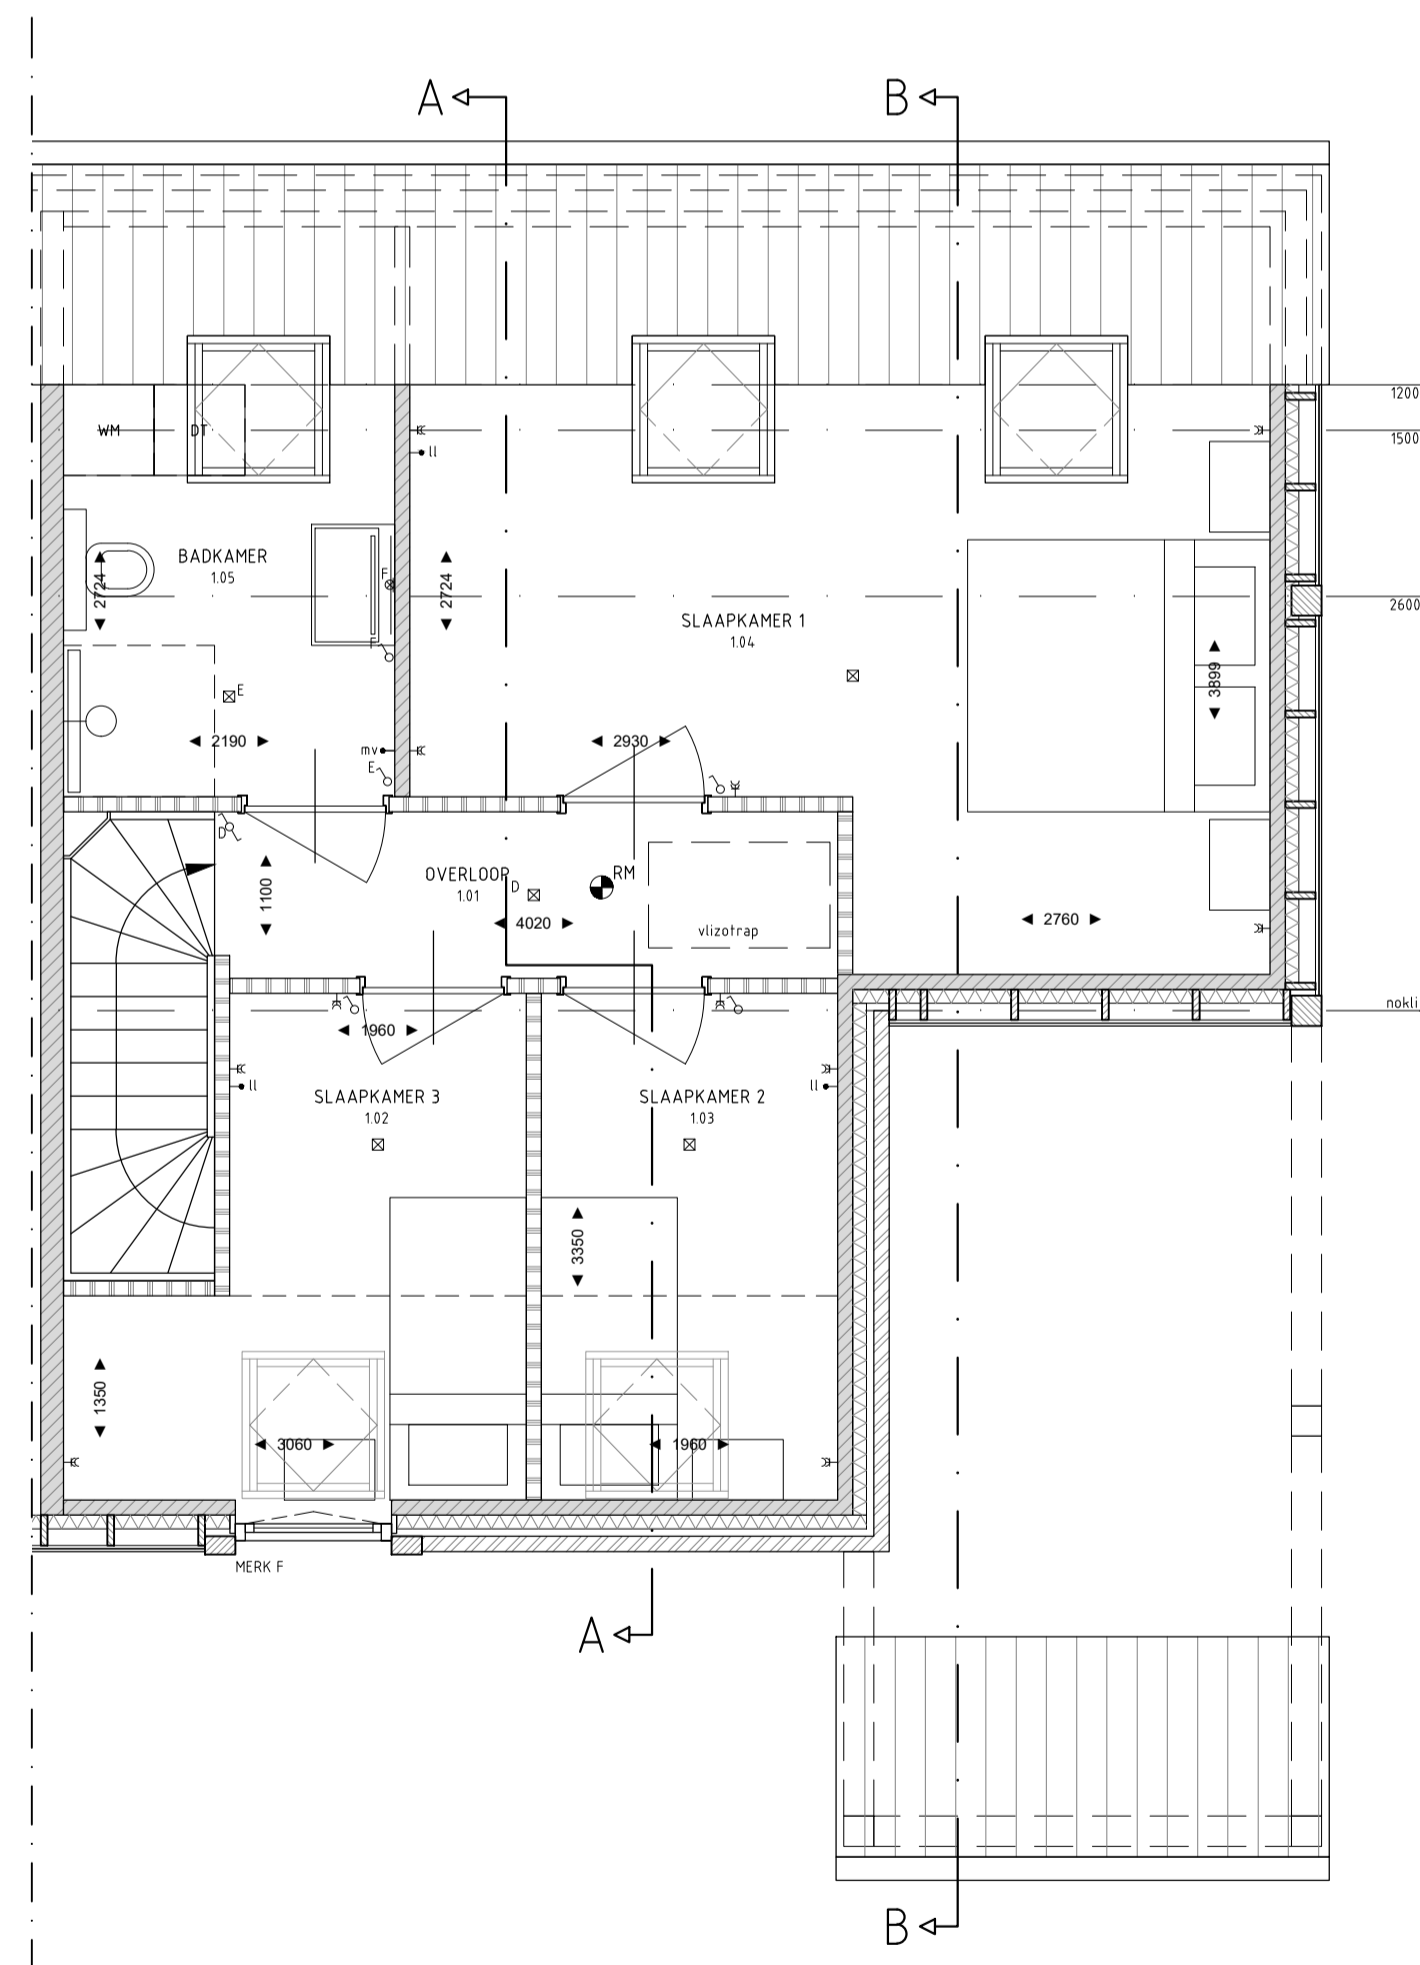 A
B
1200
WM
DT
1500
ll
BADKAMER
1.05
F
2724
2724
2600
SLAAPKAMER 1
1.04
F
3899
E
2190
mv
2930
E
D
OVERLOOP
1.01
D
RM
1100
4020
vlizotrap
2760
nokli
1960
ll
SLAAPKAMER 3
1.02
SLAAPKAMER 2
1.03
ll
3350
1350
3060
1960
MERK F
A
B